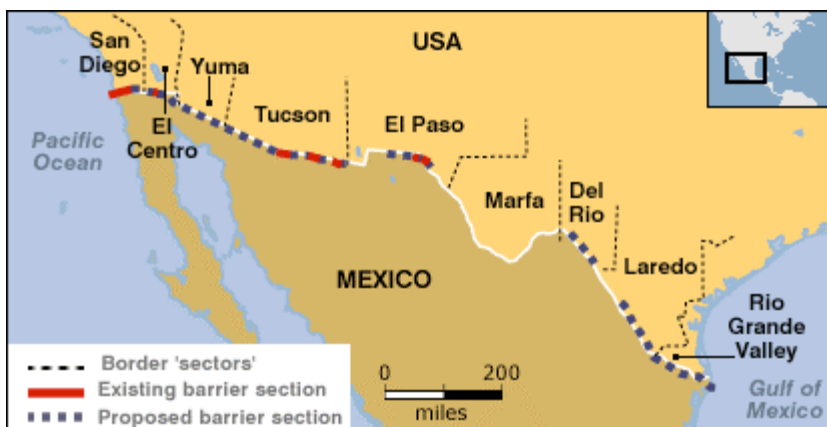 USA
San
Diego
Yuma
El
Centro
Tucson
El Paso
Pacific
Ocean
Marfa
Del
Rio
MEXICO
Laredo
Rio
Grande
Valley
Gulf of
Mexico
Border 'sectors'
Existing barrier section
Proposed barrier section
0 200
miles